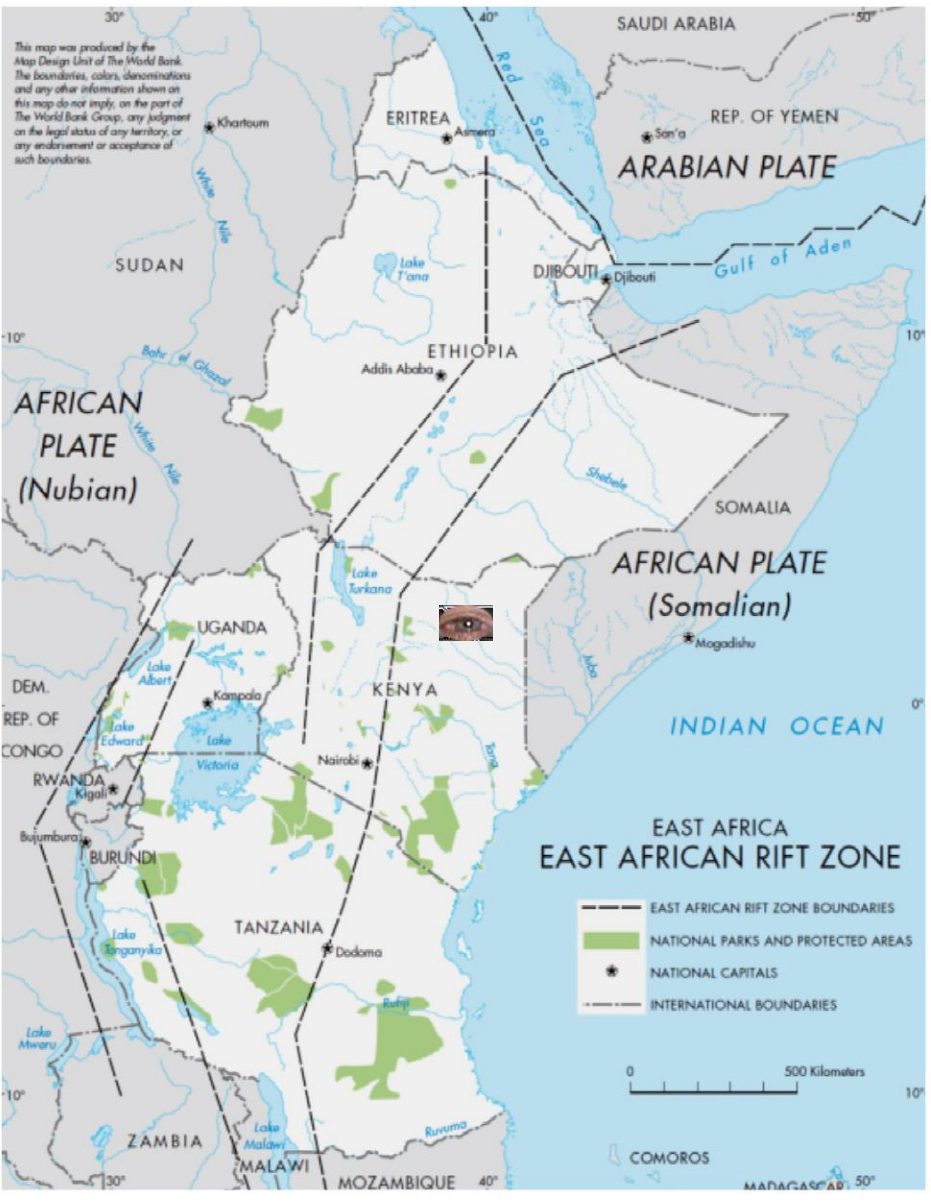 30°
40°
50°
This map was produced by the
Map Design Unit of The World Bank.
The boundaries, colors, denominations
and any other information shown on
this map do not imply, on the part of
The World Bank Group, any judgment
on the legal status of any territory, or
any endorsement or acceptance of
such boundaries.
SAUDI ARABIA
Red
Sea
ERITREA
Asmera
Khartoum
REP. OF YEMEN
San'a
ARABIAN PLATE
White
Nile
SUDAN
Lake
T'ana
DJIBOUTI
Djibouti
Gulf of Aden
10°
10°
Bahr el Ghazal
ETHIOPIA
Addis Ababa
AFRICAN
PLATE
(Nubian)
White
Nile
Shebele
SOMALIA
AFRICAN PLATE
(Somalian)
Lake
Turkana
UGANDA
Mogadishu
Juba
Lake
Albert
DEM.
REP. OF
CONGO
Kampala
KENYA
0°
INDIAN OCEAN
Lake
Edward
Lake
Victoria
Nairobi
Tana
RWANDA
Kigali
Bujumbura
BURUNDI
EAST AFRICA
EAST AFRICAN RIFT ZONE
EAST AFRICAN RIFT ZONE BOUNDARIES
NATIONAL PARKS AND PROTECTED AREAS
NATIONAL CAPITALS
INTERNATIONAL BOUNDARIES
TANZANIA
Dodoma
Lake
Tanganyika
Rufiji
Lake
Mweru
0
500 Kilometers
10°
10°
ZAMBIA
Lake
Malawi
MALAWI
Ruvuma
MOZAMBIQUE
COMOROS
MADAGASCAR
30°
40°
50°